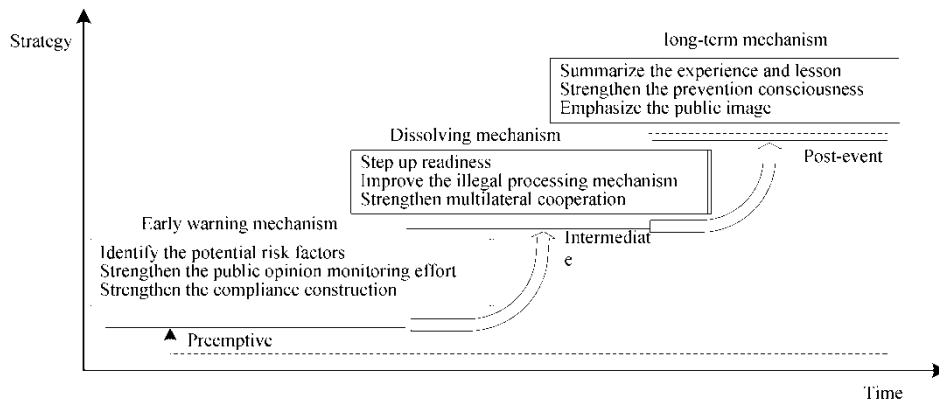 Strategy
long-term mechanism
Summarize the experience and lesson
Strengthen the prevention consciousness
Emphasize the public image
Dissolving mechanism
Post-event
Step up readiness
Improve the illegal processing mechanism
Strengthen multilateral cooperation
Early warning mechanism
Intermediat
e
Identify the potential risk factors
Strengthen the public opinion monitoring effort
Strengthen the compliance construction
Preemptive
Time